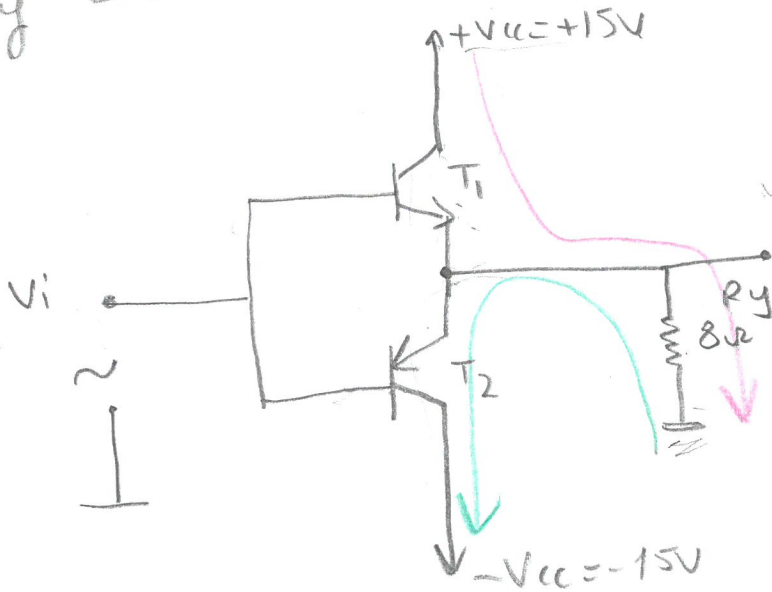 y
+Vcc=+15V
T1
Vi
Ry
8Ω
~
T2
-Vcc=-15V